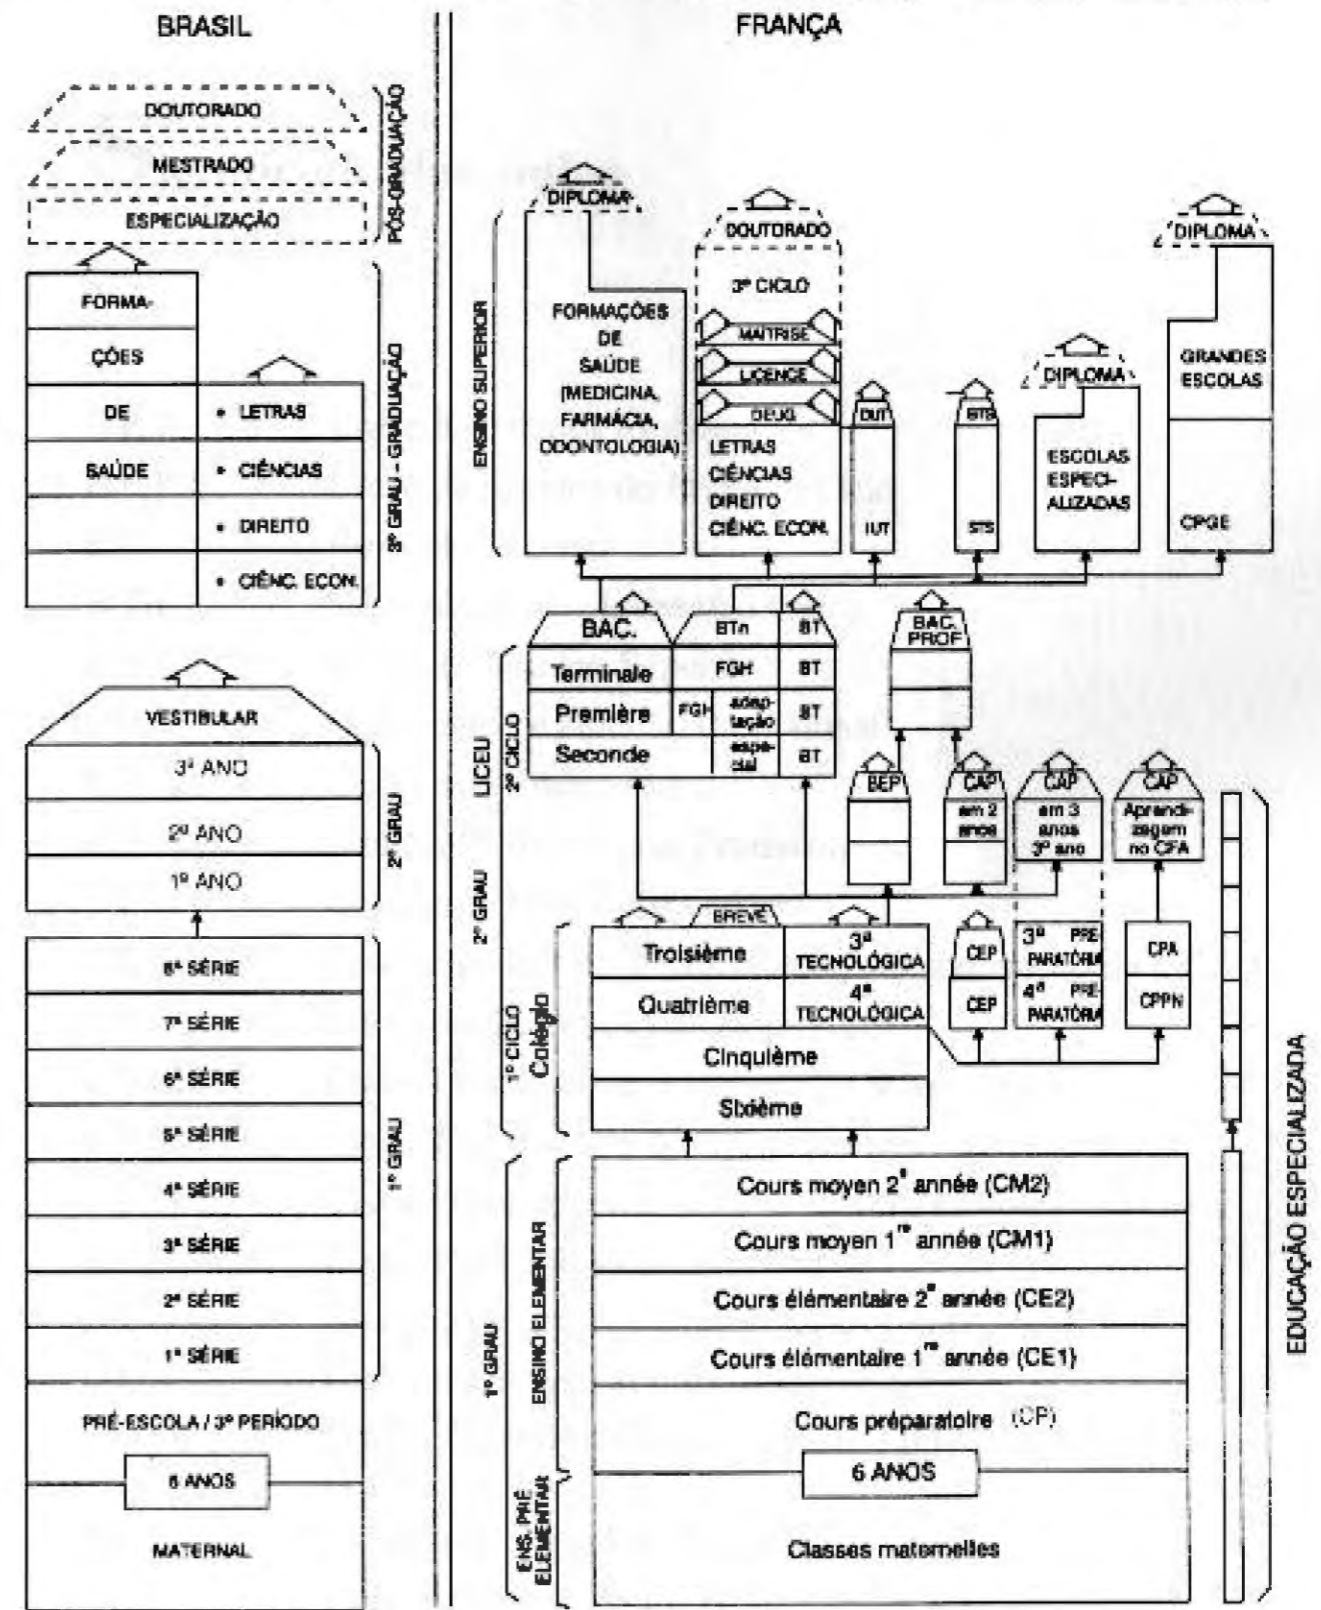 BRASIL
DOUTORADO
MESTRADO
ESPECIALIZAÇÃO
PÓS-GRADUAÇÃO
FORMA-
ÇÕES
DE
SAÚDE
• LETRAS
• CIÊNCIAS
• DIREITO
• CIÊNC. ECON.
3º GRAU - GRADUAÇÃO
VESTIBULAR
3º ANO
2º ANO
1º ANO
2º GRAU
8ª SÉRIE
7ª SÉRIE
6ª SÉRIE
5ª SÉRIE
4ª SÉRIE
3ª SÉRIE
2ª SÉRIE
1ª SÉRIE
1º GRAU
PRÉ-ESCOLA / 3º PERÍODO
6 ANOS
MATERNAL
FRANÇA
ENSINO SUPERIOR
DIPLOMA
FORMAÇÕES
DE
SAÚDE
(MEDICINA,
FARMÁCIA,
ODONTOLOGIA)
DOUTORADO
3º CICLO
MAITRISE
LICENCE
DEUG
LETRAS
CIÊNCIAS
DIREITO
CIÊNC. ECON.
DUT
IUT
BTS
STS
DIPLOMA
ESCOLAS
ESPECI-
ALIZADAS
DIPLOMA
GRANDES
ESCOLAS
CPGE
2º GRAU
LICEU
2º CICLO
BAC.
BTn
BT
Terminale
FGH
BT
Première
FGH
adap-
tação
BT
Seconde
espe-
cial
BT
BAC.
PROF
BEP
CAP
em 2
anos
CAP
em 3
anos
3º ano
CAP
Aprendi-
zagem
no CFA
1º CICLO
Colégio
BREVÊ
Troisième
3ª
TECNOLÓGICA
Quatrième
4ª
TECNOLÓGICA
Cinquième
Sixième
CEP
CEP
3ª PRE-
PARATÓRIA
4ª PRE-
PARATÓRIA
CPA
CPPN
1º GRAU
ENSINO ELEMENTAR
Cours moyen 2ª année (CM2)
Cours moyen 1re année (CM1)
Cours élémentaire 2ª année (CE2)
Cours élémentaire 1re année (CE1)
Cours préparatoire (CP)
6 ANOS
ENS. PRÉ
ELEMENTAR
Classes maternelles
EDUCAÇÃO ESPECIALIZADA